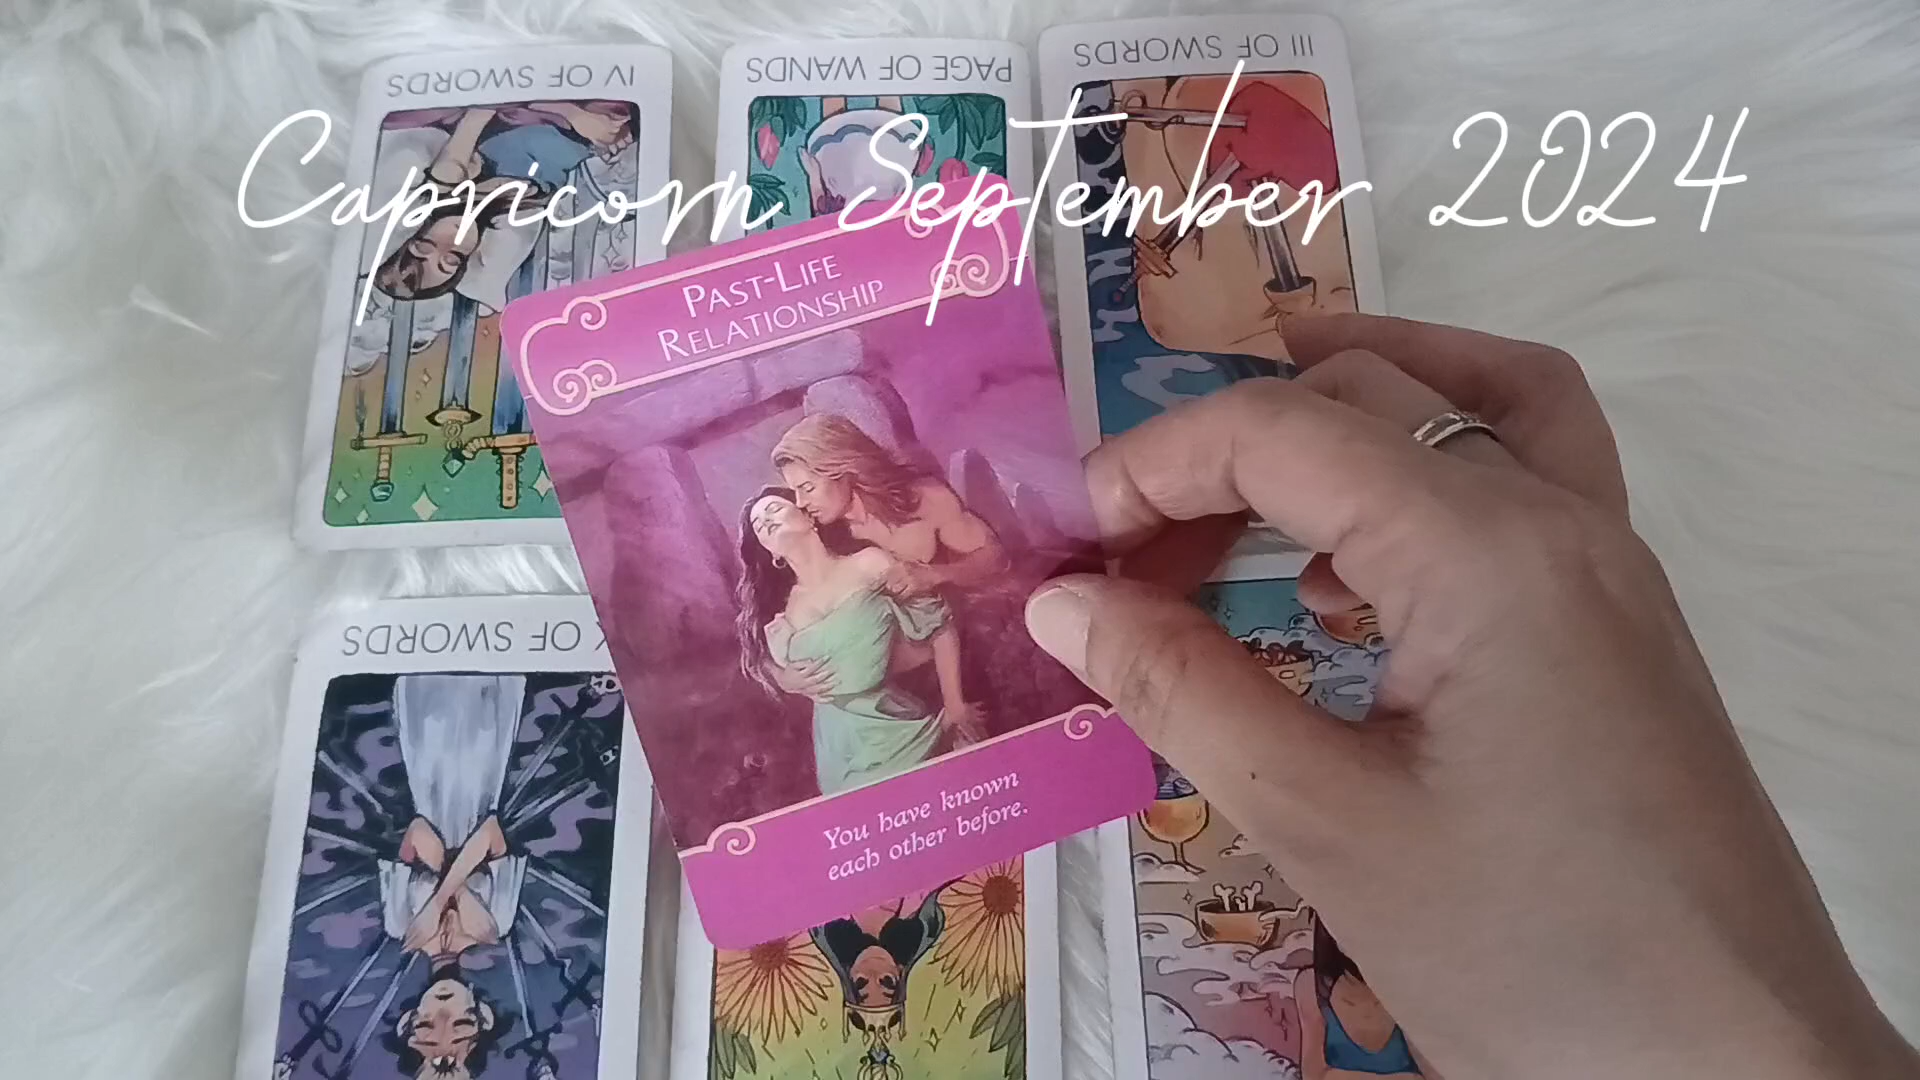 IV OF SWORDS
PAGE OF WANDS
III OF SWORDS
Capricorn September 2024
PAST-LIFE
RELATIONSHIP
OF SWORDS
You have known
each other before.